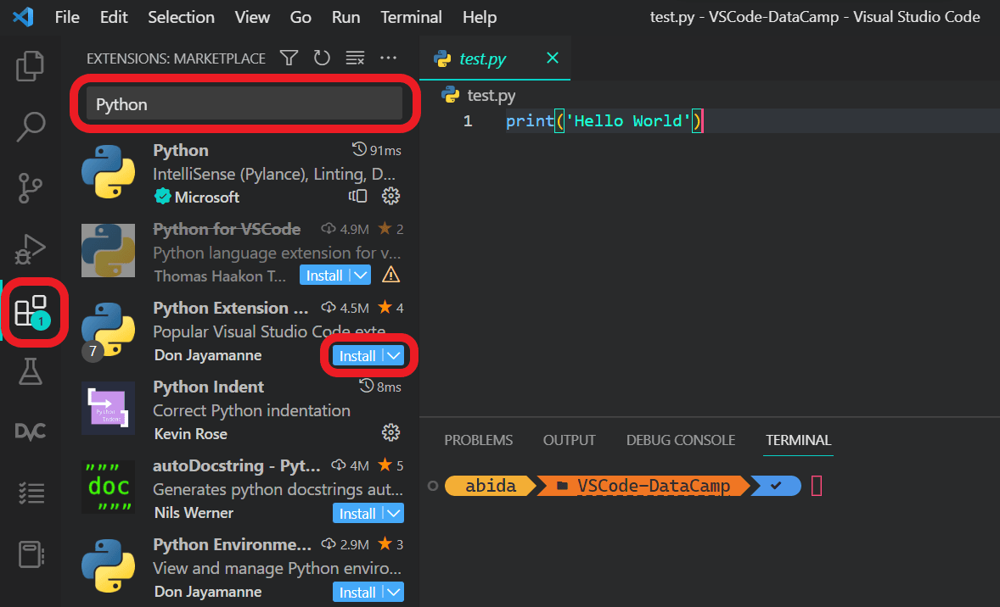 File Edit Selection View Go Run Terminal Help test.py - VSCode-DataCamp - Visual Studio Code
EXTENSIONS: MARKETPLACE
Python
Python 91ms
IntelliSense (Pylance), Linting, D...
Microsoft
Python for VSCode 4.9M 2
Python language extension for v...
Thomas Haakon T... Install
Python Extension ... 4.5M 4
Popular Visual Studio Code exte
7 Don Jayamanne Install
Python Indent 8ms
Correct Python indentation
Python Indent
Kevin Rose
autoDocstring - Pyt... 4M 5
"""
doc
"""
Generates python docstrings aut...
Nils Werner Install
Python Environme... 2.9M 3
View and manage Python enviro...
Don Jayamanne Install
1
DVC
test.py
test.py
1 print('Hello World')
PROBLEMS OUTPUT DEBUG CONSOLE TERMINAL
abida VSCode-DataCamp